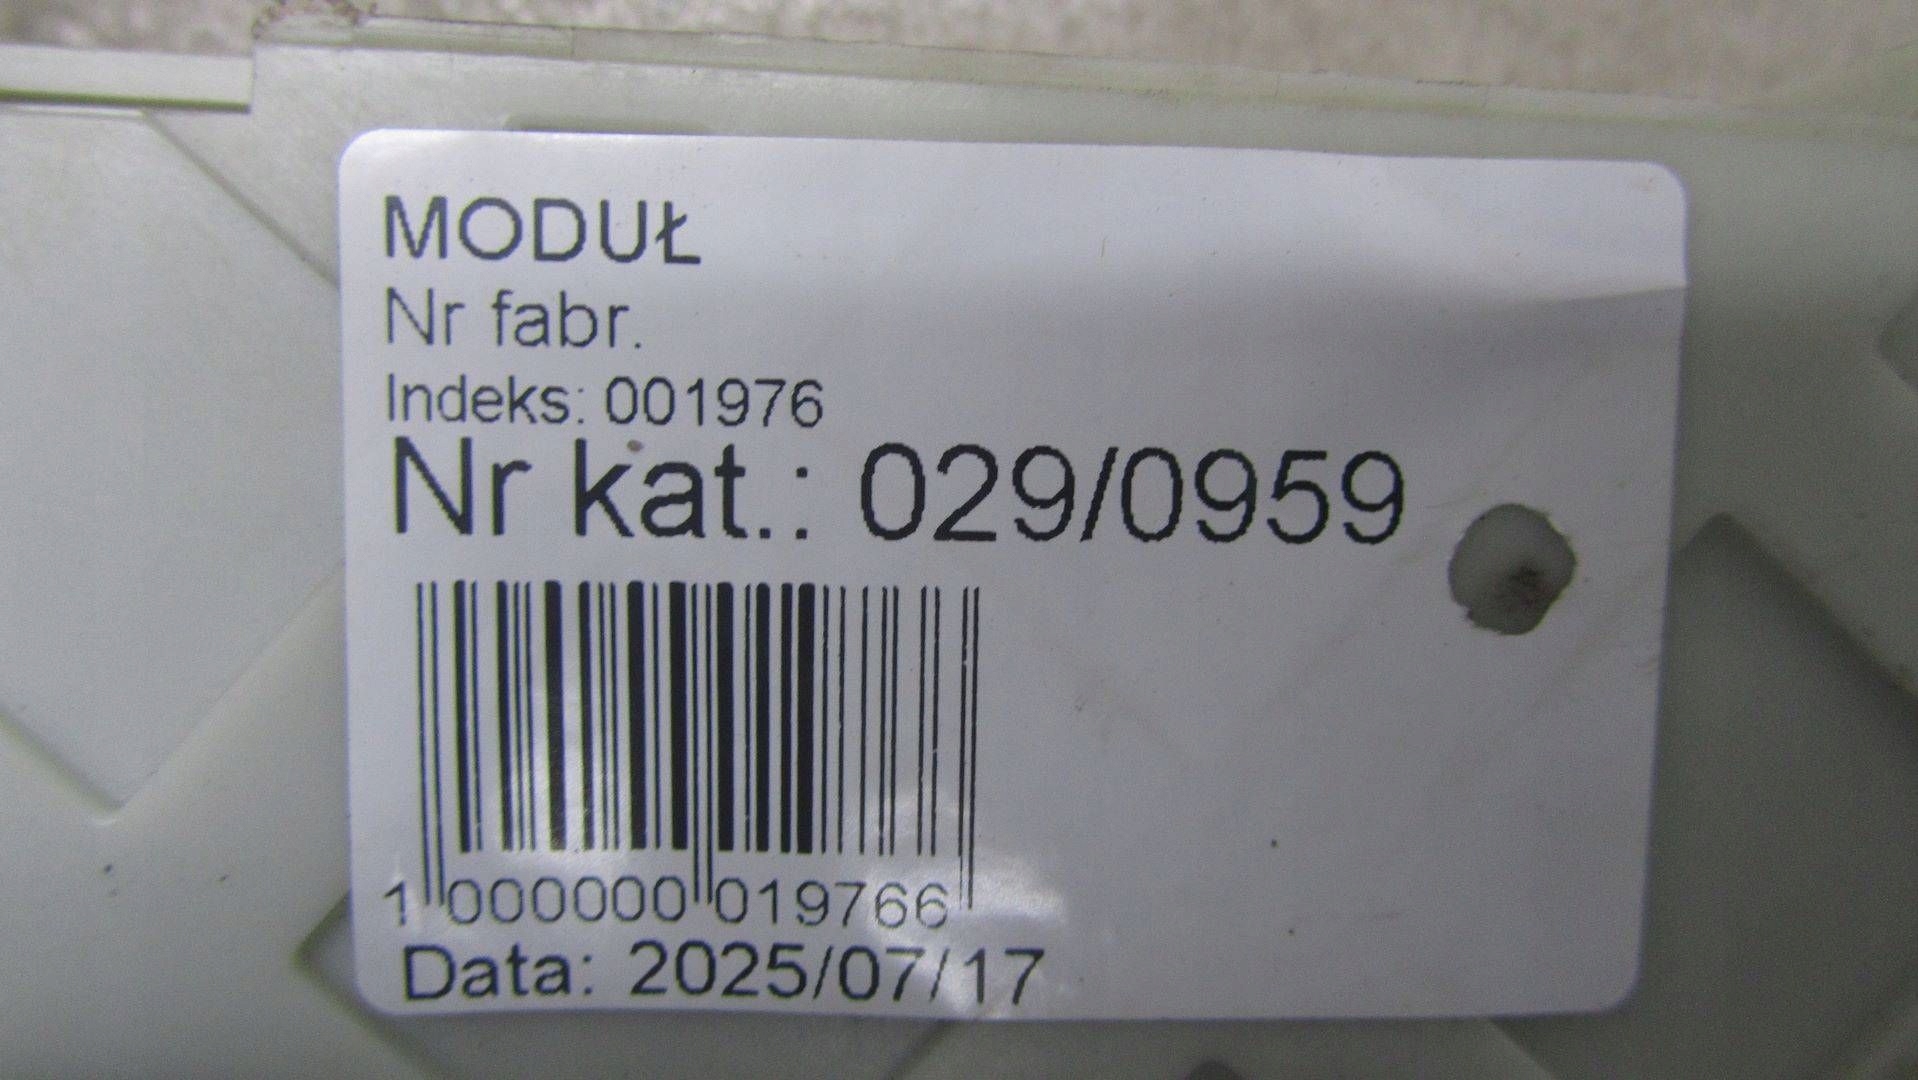 MODUŁ
Nr fabr.
Indeks: 001976
Nr kat.: 029/0959
1 000000 019766
Data: 2025/07/17